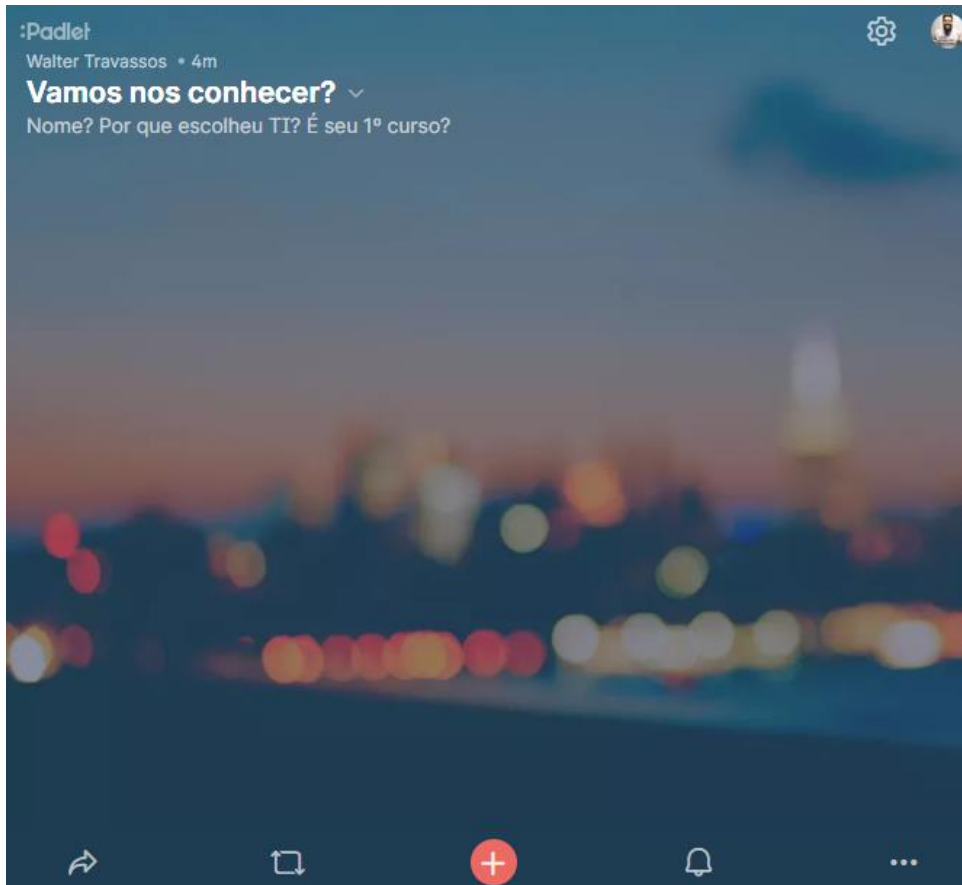 :Padlet
Walter Travassos • 4m
Vamos nos conhecer?
Nome? Por que escolheu TI? É seu 1º curso?